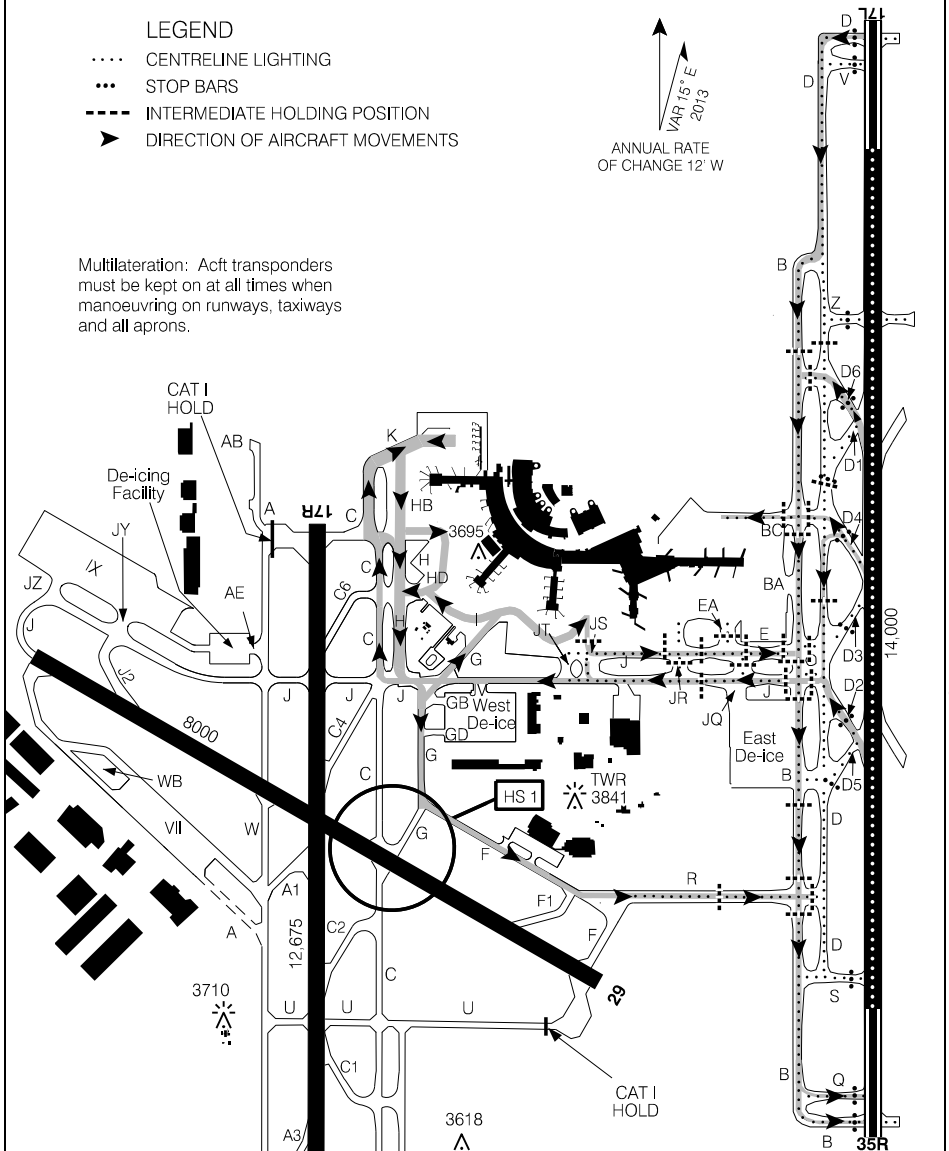 17L
D
LEGEND
CENTRELINE LIGHTING
STOP BARS
INTERMEDIATE HOLDING POSITION
DIRECTION OF AIRCRAFT MOVEMENTS
VAR 15° E
2013
ANNUAL RATE
OF CHANGE 12' W
D
V
Multilateration: Acft transponders
must be kept on at all times when
manoeuvring on runways, taxiways
and all aprons.
B
Z
CAT I
HOLD
D6
AB
K
D1
De-icing
Facility
A
17R
C
HB
3695
D4
BC
JY
IX
H
JZ
AE
C6
C
HD
BA
J
H
I
JS
JT
EA
E
14,000
C
G
J
D3
J2
J
J
J
JR
JQ
J
D2
GB
JV
West
De-ice
GD
8000
C4
East
De-ice
WB
C
G
HS 1
TWR
3841
B
D5
VII
W
G
F
D
A1
F1
R
A
12,675
C2
F
C
D
3710
29
S
U
U
U
C1
B
Q
CAT I
HOLD
3618
A3
B
35R